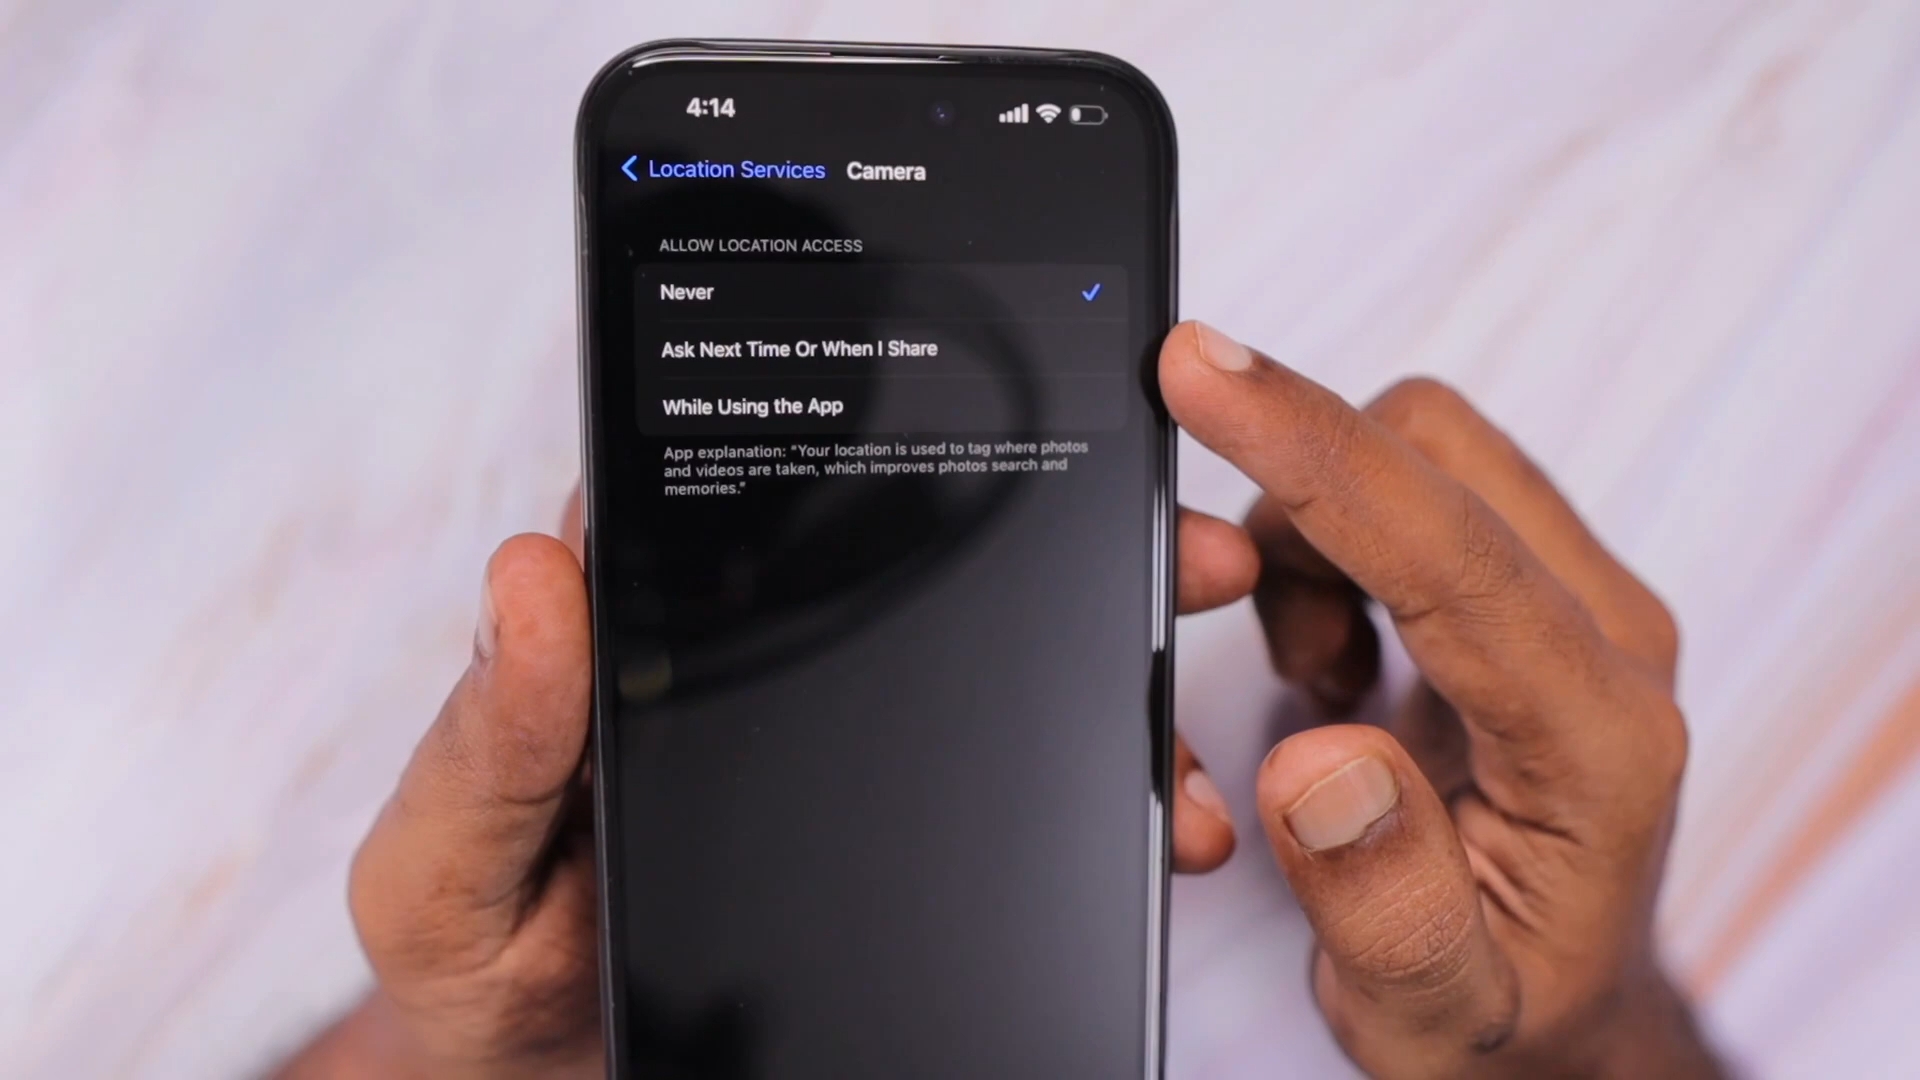 4:14
Location Services Camera
ALLOW LOCATION ACCESS
Never
Ask Next Time Or When I Share
While Using the App
App explanation: "Your location is used to tag where photos
and videos are taken, which improves photos search and
memories."